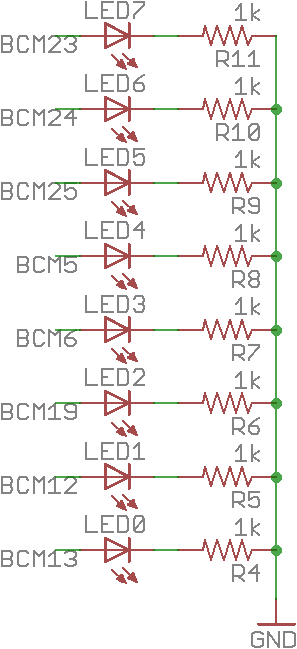 LED7 1k
BCM23 R11
LED6 1k
BCM24 R10
LED5 1k
BCM25 R9
LED4 1k
BCM5 R8
LED3 1k
BCM6 R7
LED2 1k
BCM19 R6
LED1 1k
BCM12 R5
LED0 1k
BCM13 R4
GND